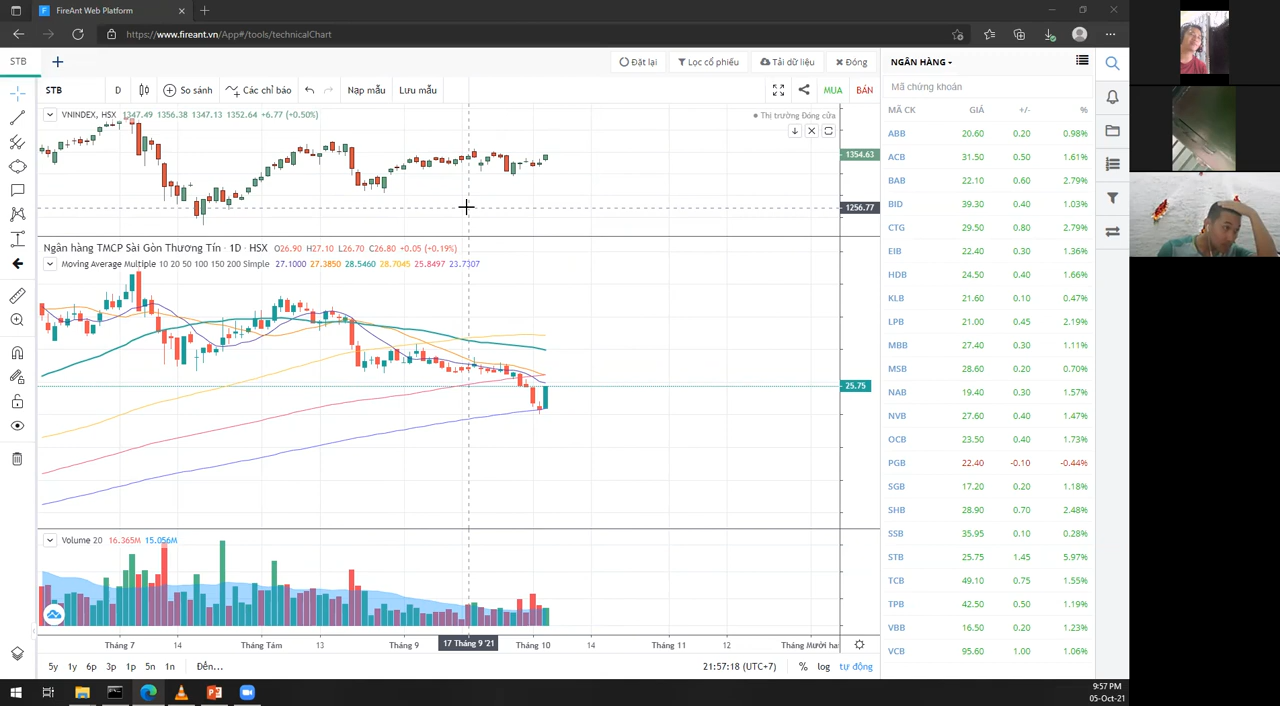 FireAnt Web Platform
https://www.fireant.vn/App#/tools/technicalChart
STB
Đặt lại
Lọc cổ phiếu
Tải dữ liệu
Đóng
STB D So sánh Các chỉ báo Nạp mẫu Lưu mẫu MUA BÁN
VNINDEX, HSX 1347.49 1356.38 1347.13 1352.64 +6.77 (+0.50%)
Thị trường Đóng cửa
1354.63
1256.77
Ngân hàng TMCP Sài Gòn Thương Tín · 1D · HSX O26.90 H27.10 L26.70 C26.80 +0.05 (+0.19%)
Moving Average Multiple 10 20 50 100 150 200 Simple 27.1000 27.3850 28.5460 28.7045 25.8497 23.7307
25.75
Volume 20 16.365M 15.056M
Tháng 7 14 Tháng Tám 13 Tháng 9 17 Tháng 9 '21 Tháng 10 14 Tháng 11 12 Tháng Mười hai
5y 1y 6p 3p 1p 5n 1n Đến... 21:57:18 (UTC+7) % log tự động
NGÂN HÀNG
Mã chứng khoán
MÃ CK GIÁ +/- %
ABB 20.60 0.20 0.98%
ACB 31.50 0.50 1.61%
BAB 22.10 0.60 2.79%
BID 39.30 0.40 1.03%
CTG 29.50 0.80 2.79%
EIB 22.40 0.30 1.36%
HDB 24.50 0.40 1.66%
KLB 21.60 0.10 0.47%
LPB 21.00 0.45 2.19%
MBB 27.40 0.30 1.11%
MSB 28.60 0.20 0.70%
NAB 19.40 0.30 1.57%
NVB 27.60 0.40 1.47%
OCB 23.50 0.40 1.73%
PGB 22.40 -0.10 -0.44%
SGB 17.20 0.20 1.18%
SHB 28.90 0.70 2.48%
SSB 35.95 0.10 0.28%
STB 25.75 1.45 5.97%
TCB 49.10 0.75 1.55%
TPB 42.50 0.50 1.19%
VBB 16.50 0.20 1.23%
VCB 95.60 1.00 1.06%
9:57 PM
05-Oct-21